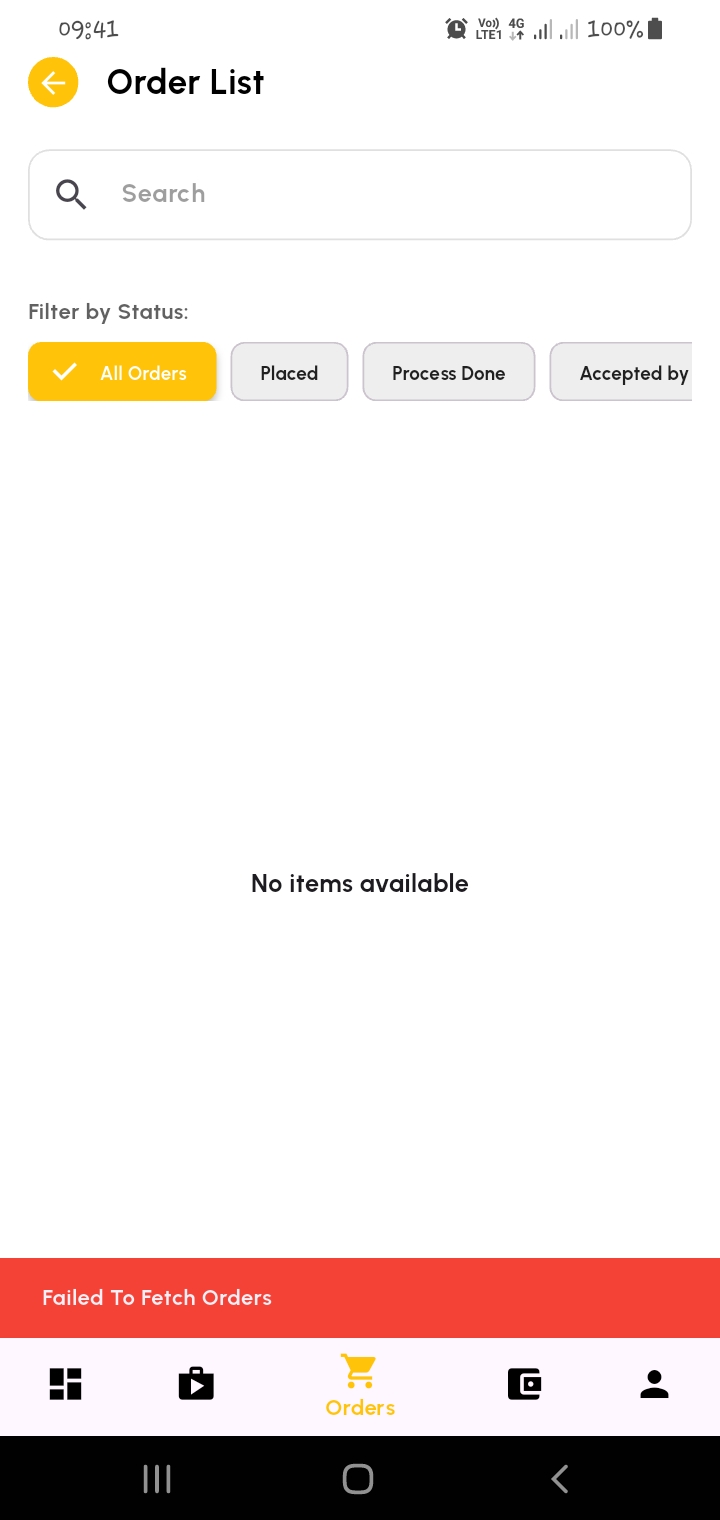 09:41
Vo)) 4G
LTE1
100%
Order List
Search
Filter by Status:
All Orders
Placed
Process Done
Accepted by
No items available
Failed To Fetch Orders
Orders